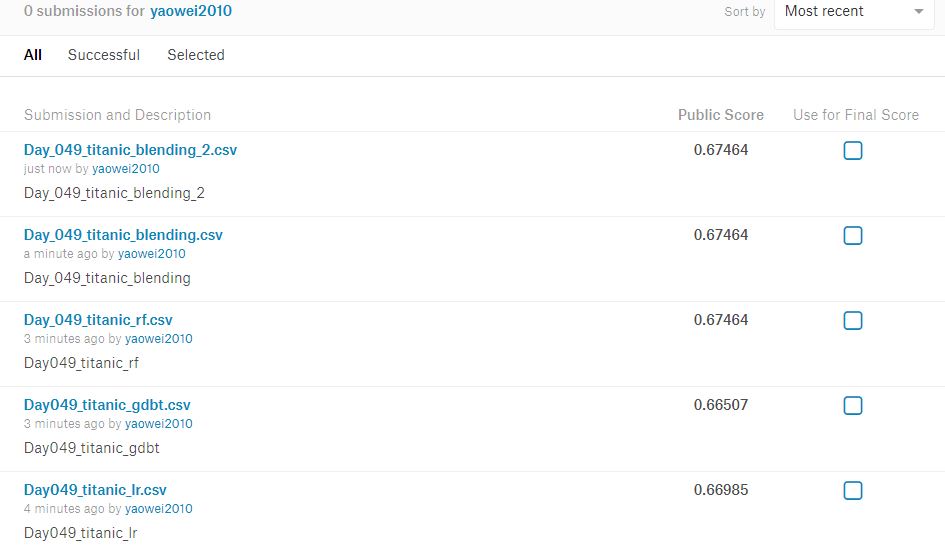 0 submissions for yaowei2010 Sort by Most recent
All Successful Selected
Submission and Description Public Score Use for Final Score
Day_049_titanic_blending_2.csv 0.67464
just now by yaowei2010
Day_049_titanic_blending_2
Day_049_titanic_blending.csv 0.67464
a minute ago by yaowei2010
Day_049_titanic_blending
Day_049_titanic_rf.csv 0.67464
3 minutes ago by yaowei2010
Day049_titanic_rf
Day049_titanic_gdbt.csv 0.66507
3 minutes ago by yaowei2010
Day049_titanic_gdbt
Day049_titanic_lr.csv 0.66985
4 minutes ago by yaowei2010
Day049_titanic_lr